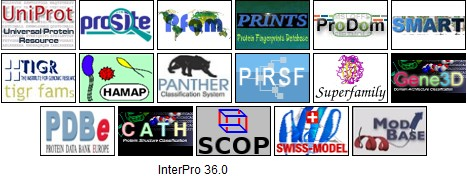 UniProt
Universal Protein
Resource
proSite
Pfam
PRINTS
Protein Fingerprints Database
ProDom
SMART
TIGR
THE INSTITUTE FOR GENOMIC RESEARCH
tigr fams
HAMAP
PANTHER
Classification System
PIRSF
Superfamily
Gene3D
PDBe
PROTEIN DATA BANK EUROPE
CATH
Protein Structure Classification
SCOP
SWISS-MODEL
Mod
Base
InterPro 36.0